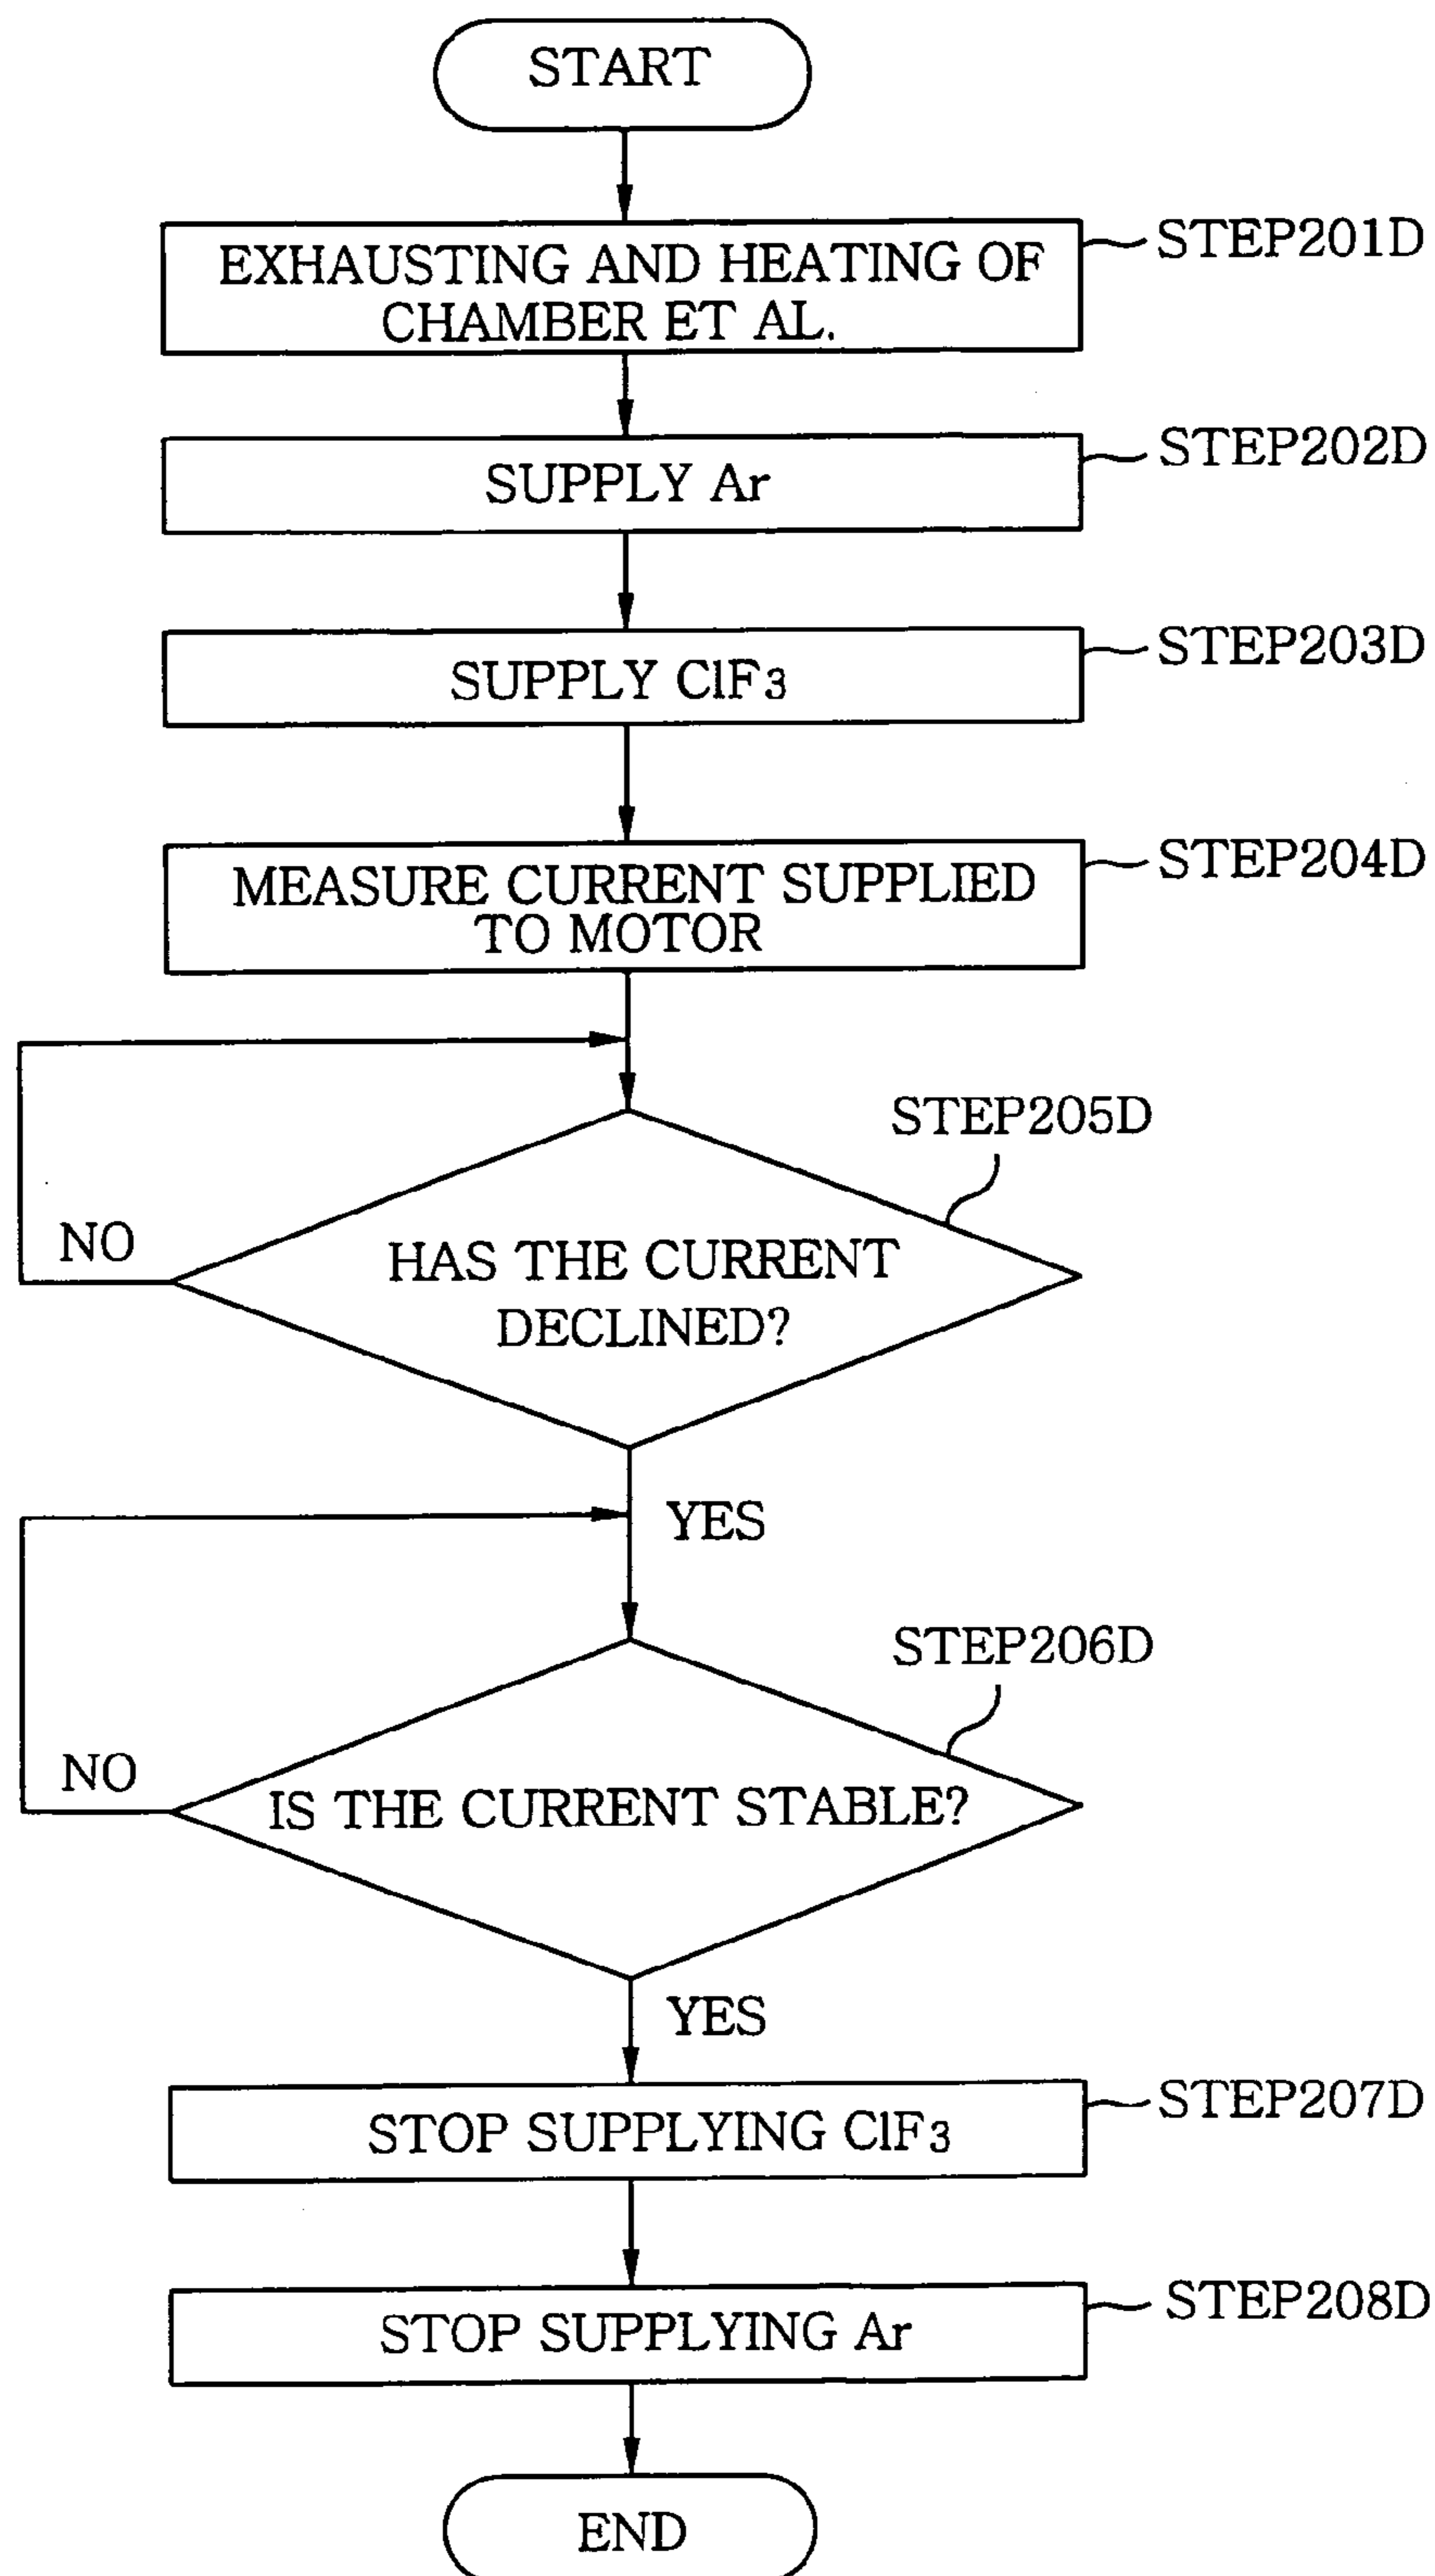 START
EXHAUSTING AND HEATING OF
CHAMBER ET AL.
STEP201D
SUPPLY Ar
STEP202D
SUPPLY ClF3
STEP203D
MEASURE CURRENT SUPPLIED
TO MOTOR
STEP204D
STEP205D
NO
HAS THE CURRENT
DECLINED?
YES
STEP206D
NO
IS THE CURRENT STABLE?
YES
STOP SUPPLYING ClF3
STEP207D
STOP SUPPLYING Ar
STEP208D
END